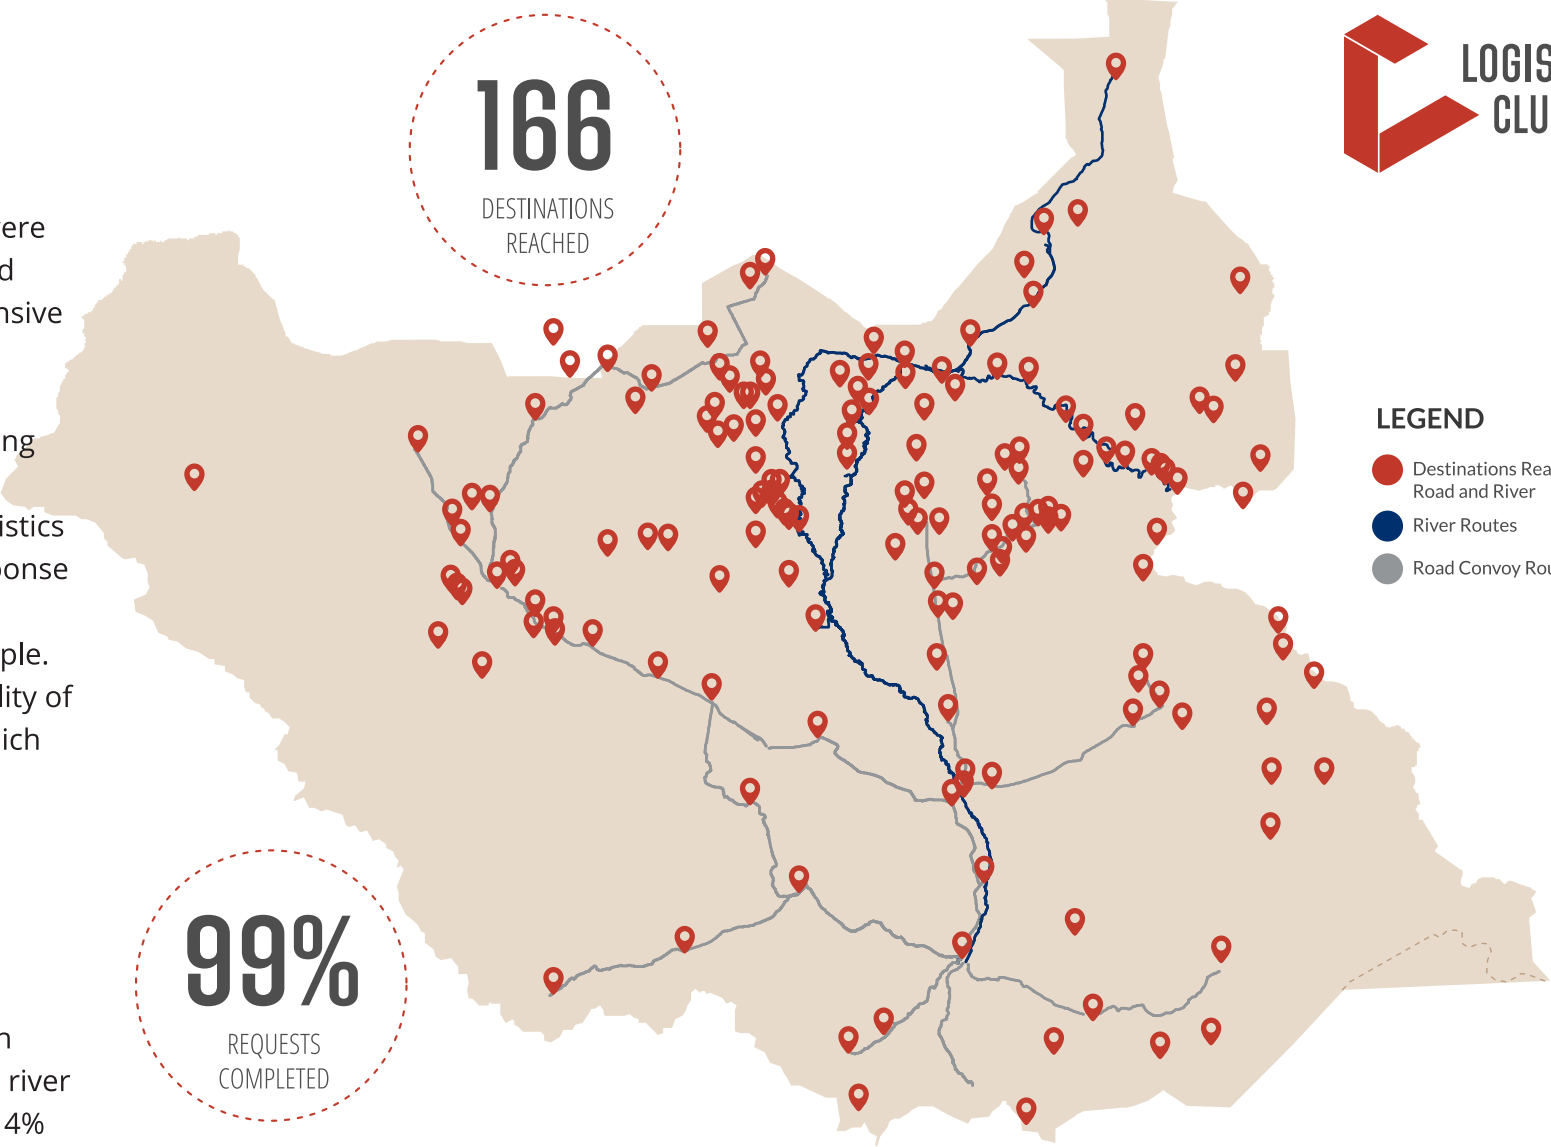 166
DESTINATIONS
REACHED
LOGIS
CLU
ere
d
nsive
ng
istics
onse
ple.
lity of
ich
LEGEND
Destinations Rea
Road and River
River Routes
Road Convoy Rou
99%
REQUESTS
COMPLETED
n
river
4%